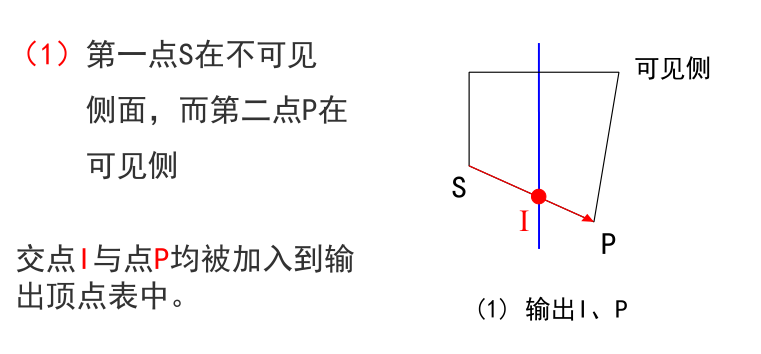 （1）第一点S在不可见
侧面，而第二点P在
可见侧
交点I与点P均被加入到输
出顶点表中。
可见侧
S
I
P
（1）输出I、P